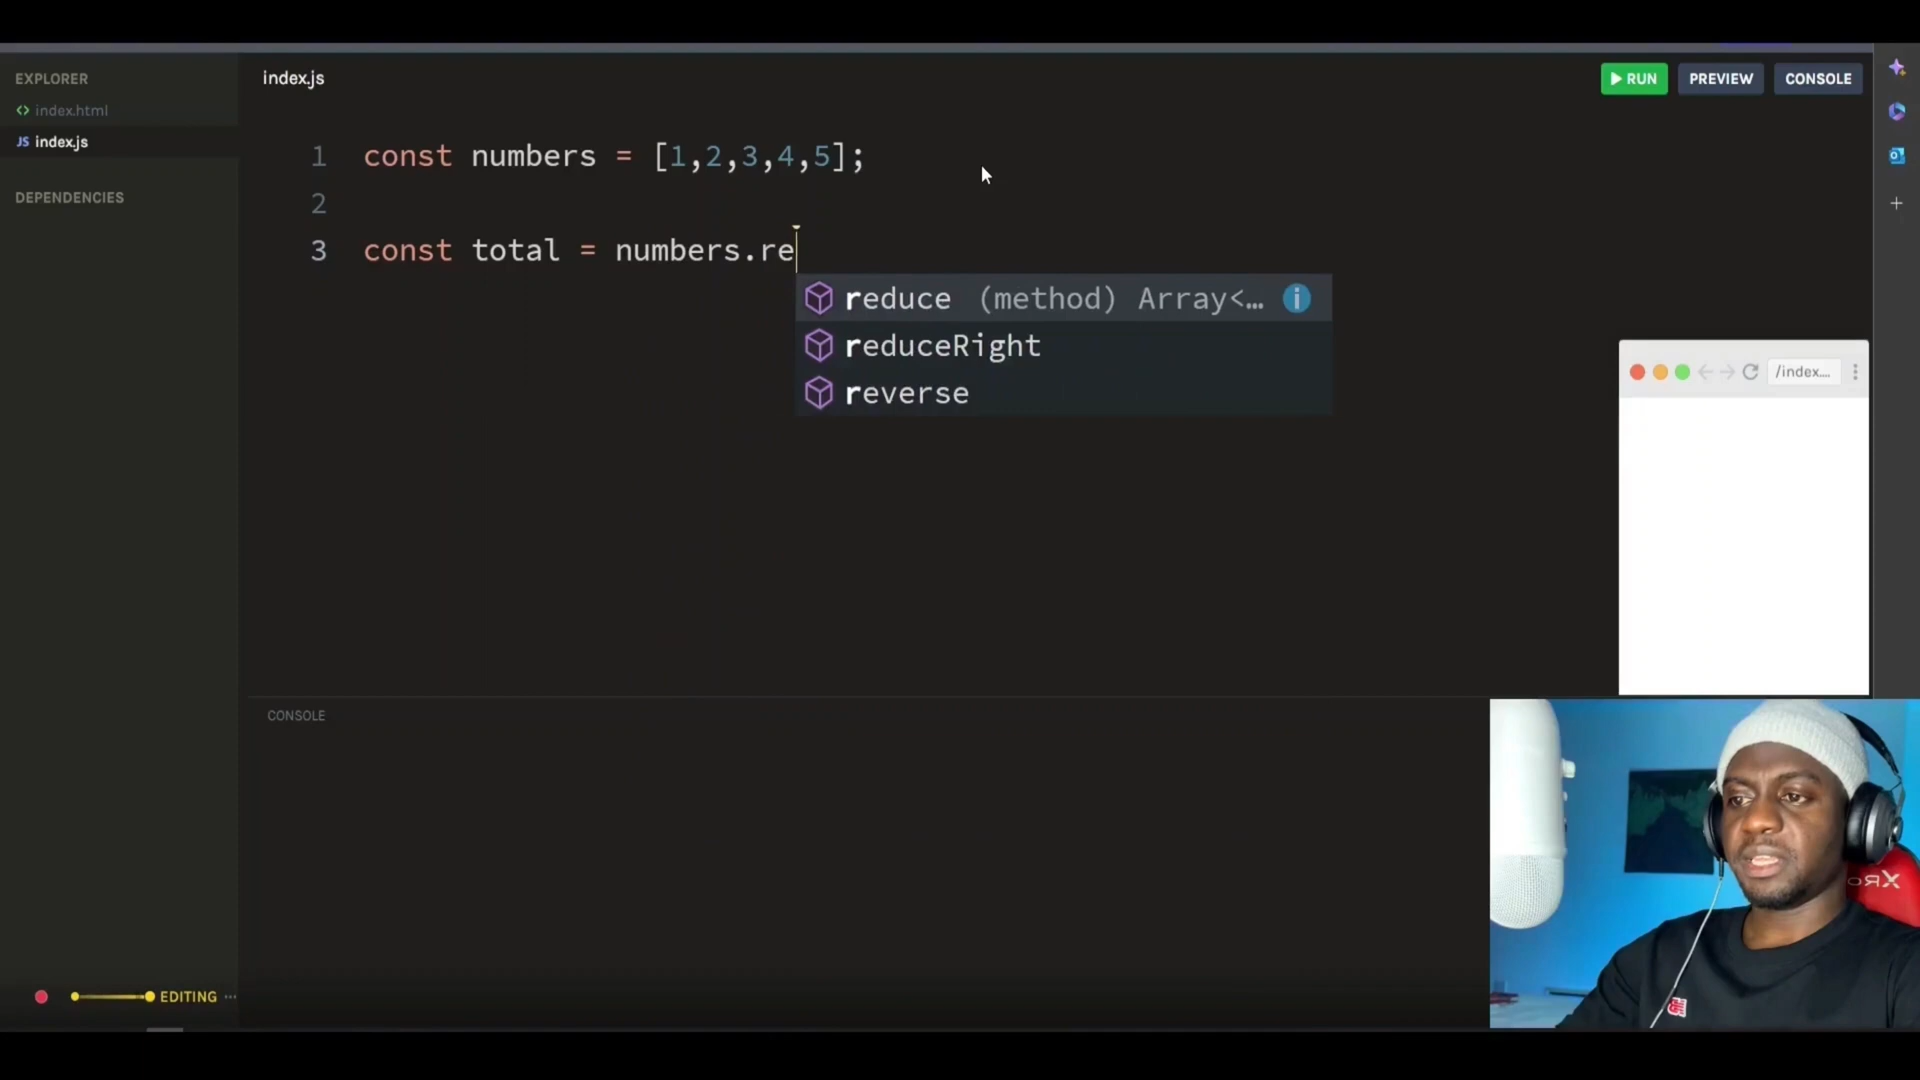 EXPLORER
index.html
JS index.js
DEPENDENCIES
index.js
RUN
PREVIEW
CONSOLE
1 const numbers = [1,2,3,4,5];
2
3 const total = numbers.re
reduce (method) Array<…
reduceRight
reverse
/index....
CONSOLE
EDITING ...